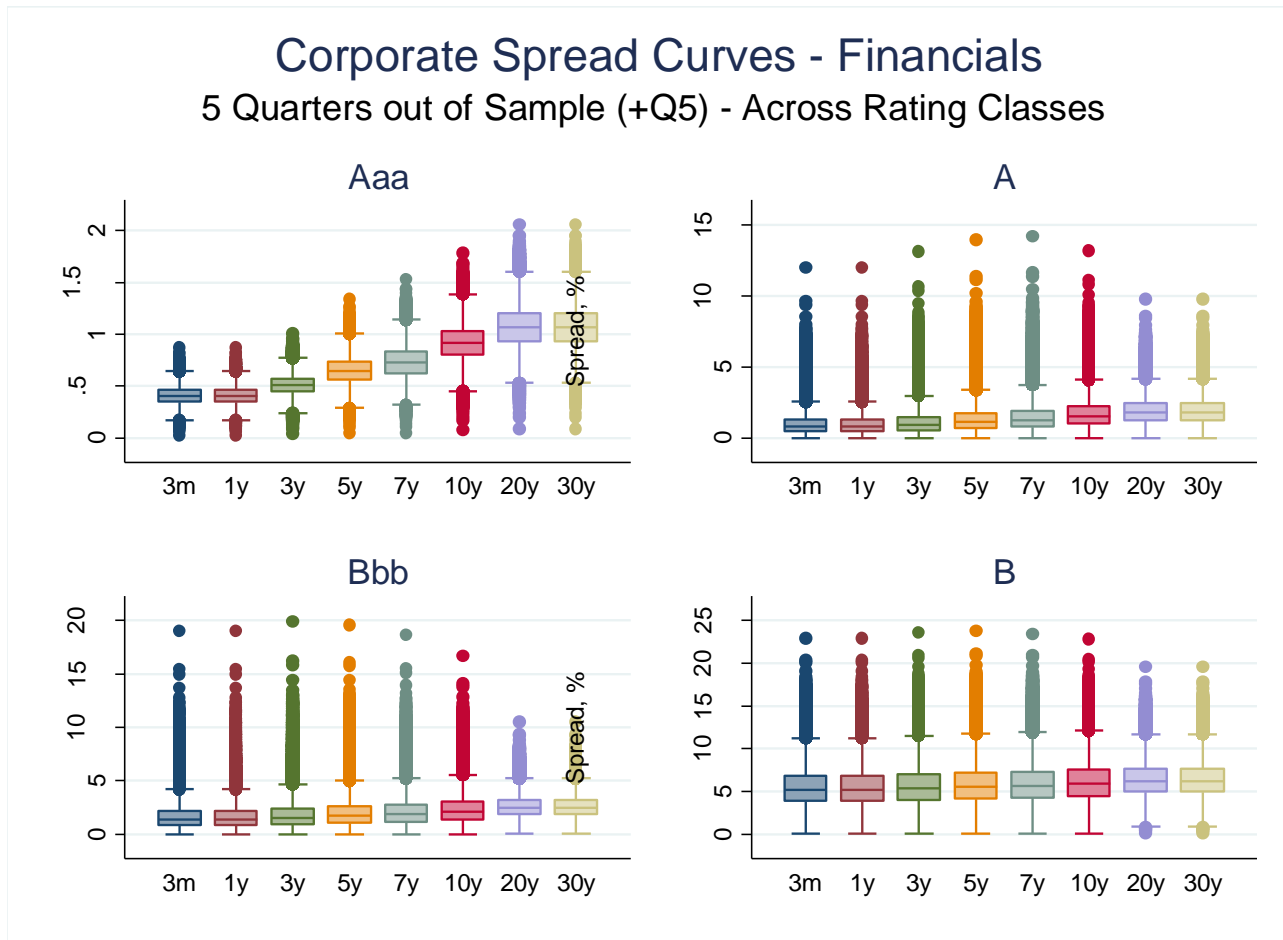 Corporate Spread Curves - Financials
5 Quarters out of Sample (+Q5) - Across Rating Classes
Aaa
2
1.5
1
.5
0
3m 1y 3y 5y 7y 10y 20y 30y
A
Spread, %
15
10
5
0
3m 1y 3y 5y 7y 10y 20y 30y
Bbb
20
15
10
5
0
3m 1y 3y 5y 7y 10y 20y 30y
B
Spread, %
25
20
15
10
5
0
3m 1y 3y 5y 7y 10y 20y 30y